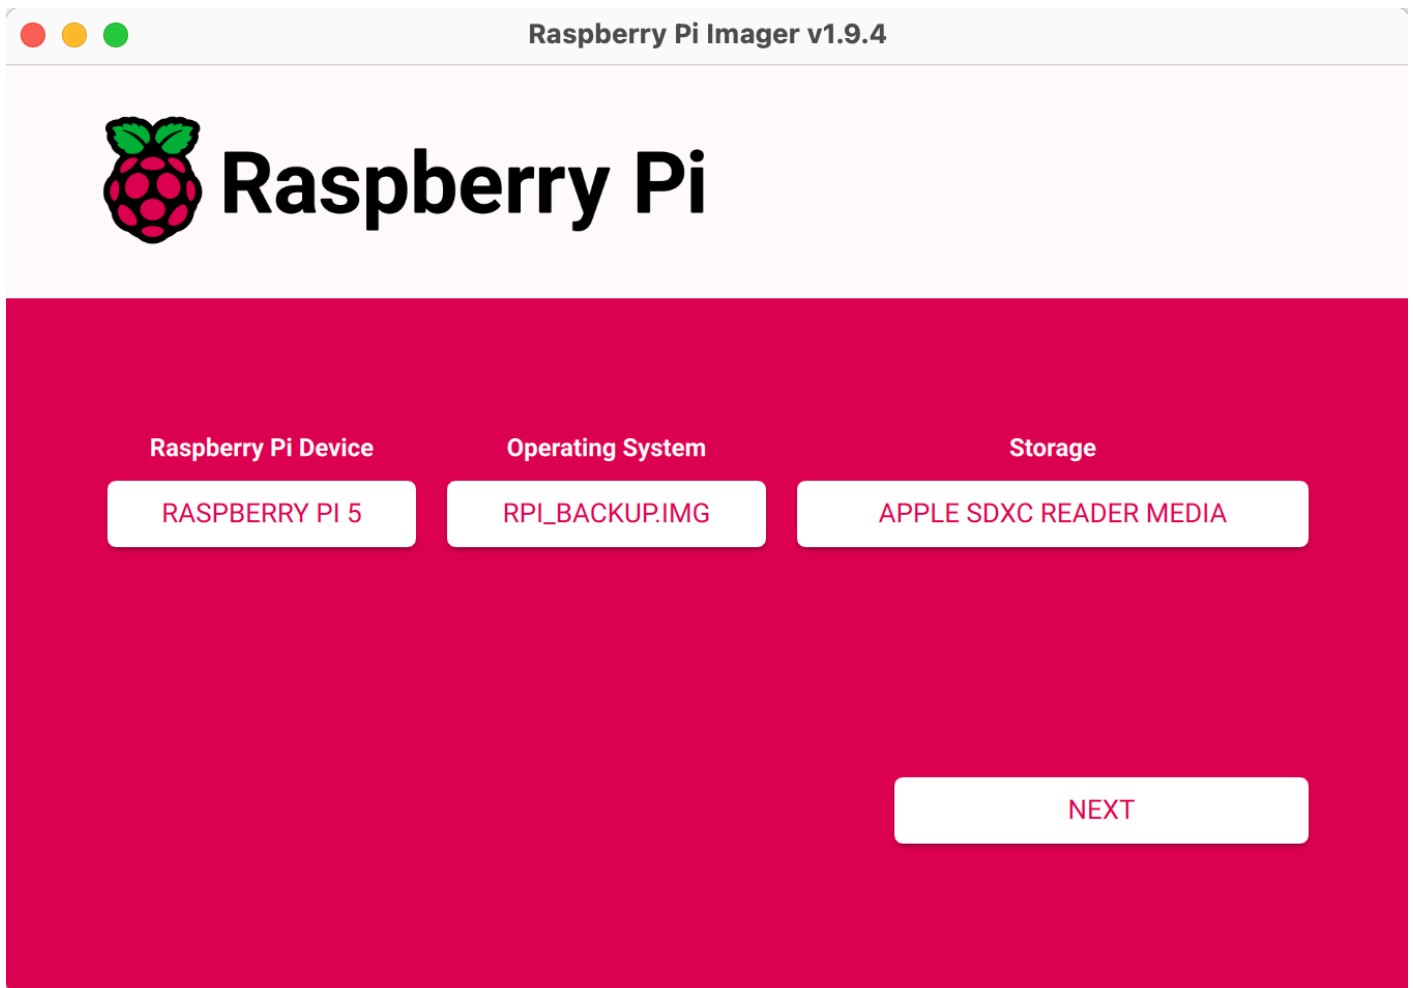 Raspberry Pi Imager v1.9.4
Raspberry Pi
Raspberry Pi Device
Operating System
Storage
RASPBERRY PI 5
RPI_BACKUP.IMG
APPLE SDXC READER MEDIA
NEXT